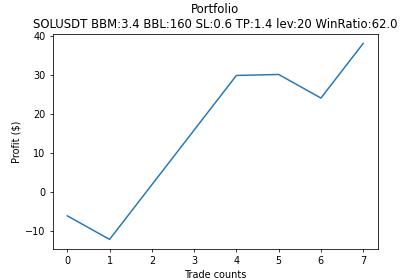 Portfolio
SOLUSDT BBM:3.4 BBL:160 SL:0.6 TP:1.4 lev:20 WinRatio:62.0
40
30
20
10
0
−10
Profit ($)
0 1 2 3 4 5 6 7
Trade counts